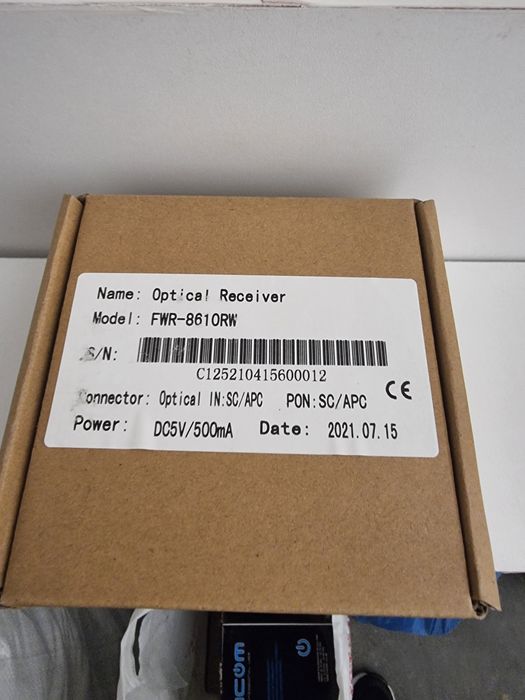 Name: Optical Receiver
Model: FWR-8610RW
S/N:
C125210415600012
Connector: Optical IN:SC/APC PON:SC/APC CE
Power: DC5V/500mA Date: 2021.07.15